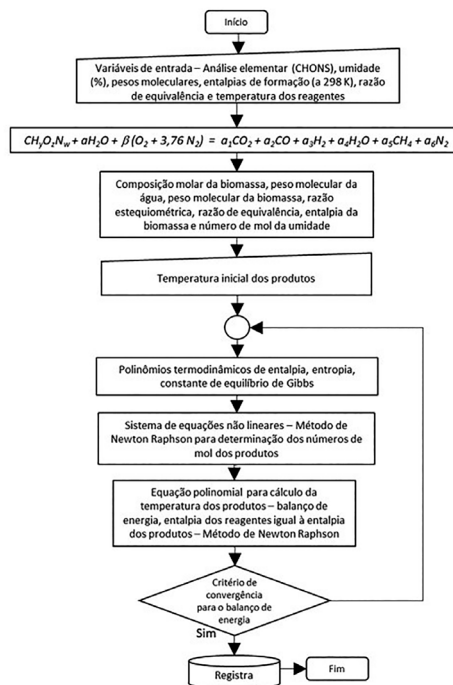 Início
Variáveis de entrada – Análise elementar (CHONS), umidade
(%), pesos moleculares, entalpias de formação (a 298 K), razão
de equivalência e temperatura dos reagentes
CHyOzNw + aH2O + β(O2 + 3,76 N2) = a1CO2 + a2CO + a3H2 + a4H2O + a5CH4 + a6N2
Composição molar da biomassa, peso molecular da
água, peso molecular da biomassa, razão
estequiométrica, razão de equivalência, entalpia da
biomassa e número de mol da umidade
Temperatura inicial dos produtos
Polinômios termodinâmicos de entalpia, entropia,
constante de equilíbrio de Gibbs
Sistema de equações não lineares – Método de
Newton Raphson para determinação dos números de
mol dos produtos
Equação polinomial para cálculo da
temperatura dos produtos – balanço de
energia, entalpia dos reagentes igual à entalpia
dos produtos – Método de Newton Raphson
Critério de
convergência
para o balanço de
energia
Sim
Registra
Fim